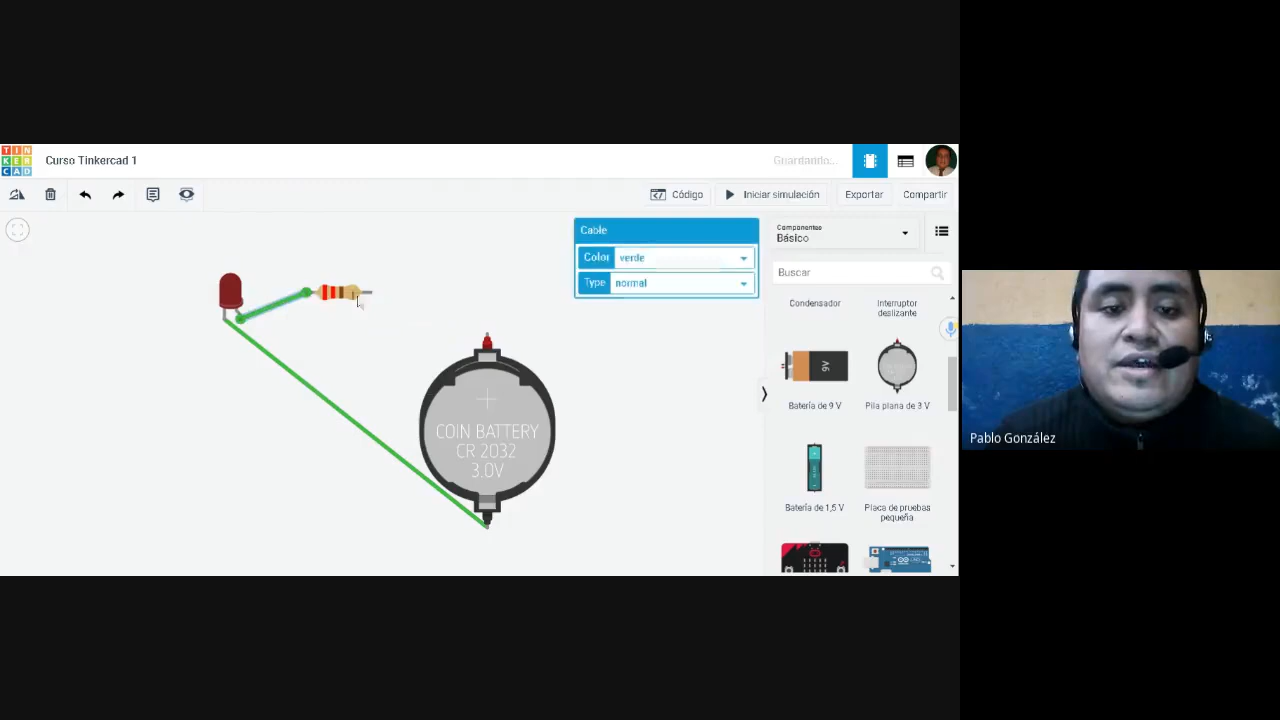 TIN
KER
CAD
Curso Tinkercad 1
Guardando...
Código
Iniciar simulación
Exportar
Compartir
Cable
Color verde
Type normal
Componentes
Básico
Buscar
Condensador
Interruptor
deslizante
9V
Batería de 9 V
Pila plana de 3 V
Batería de 1,5 V
Placa de pruebas
pequeña
COIN BATTERY
CR 2032
3.0V
Pablo González